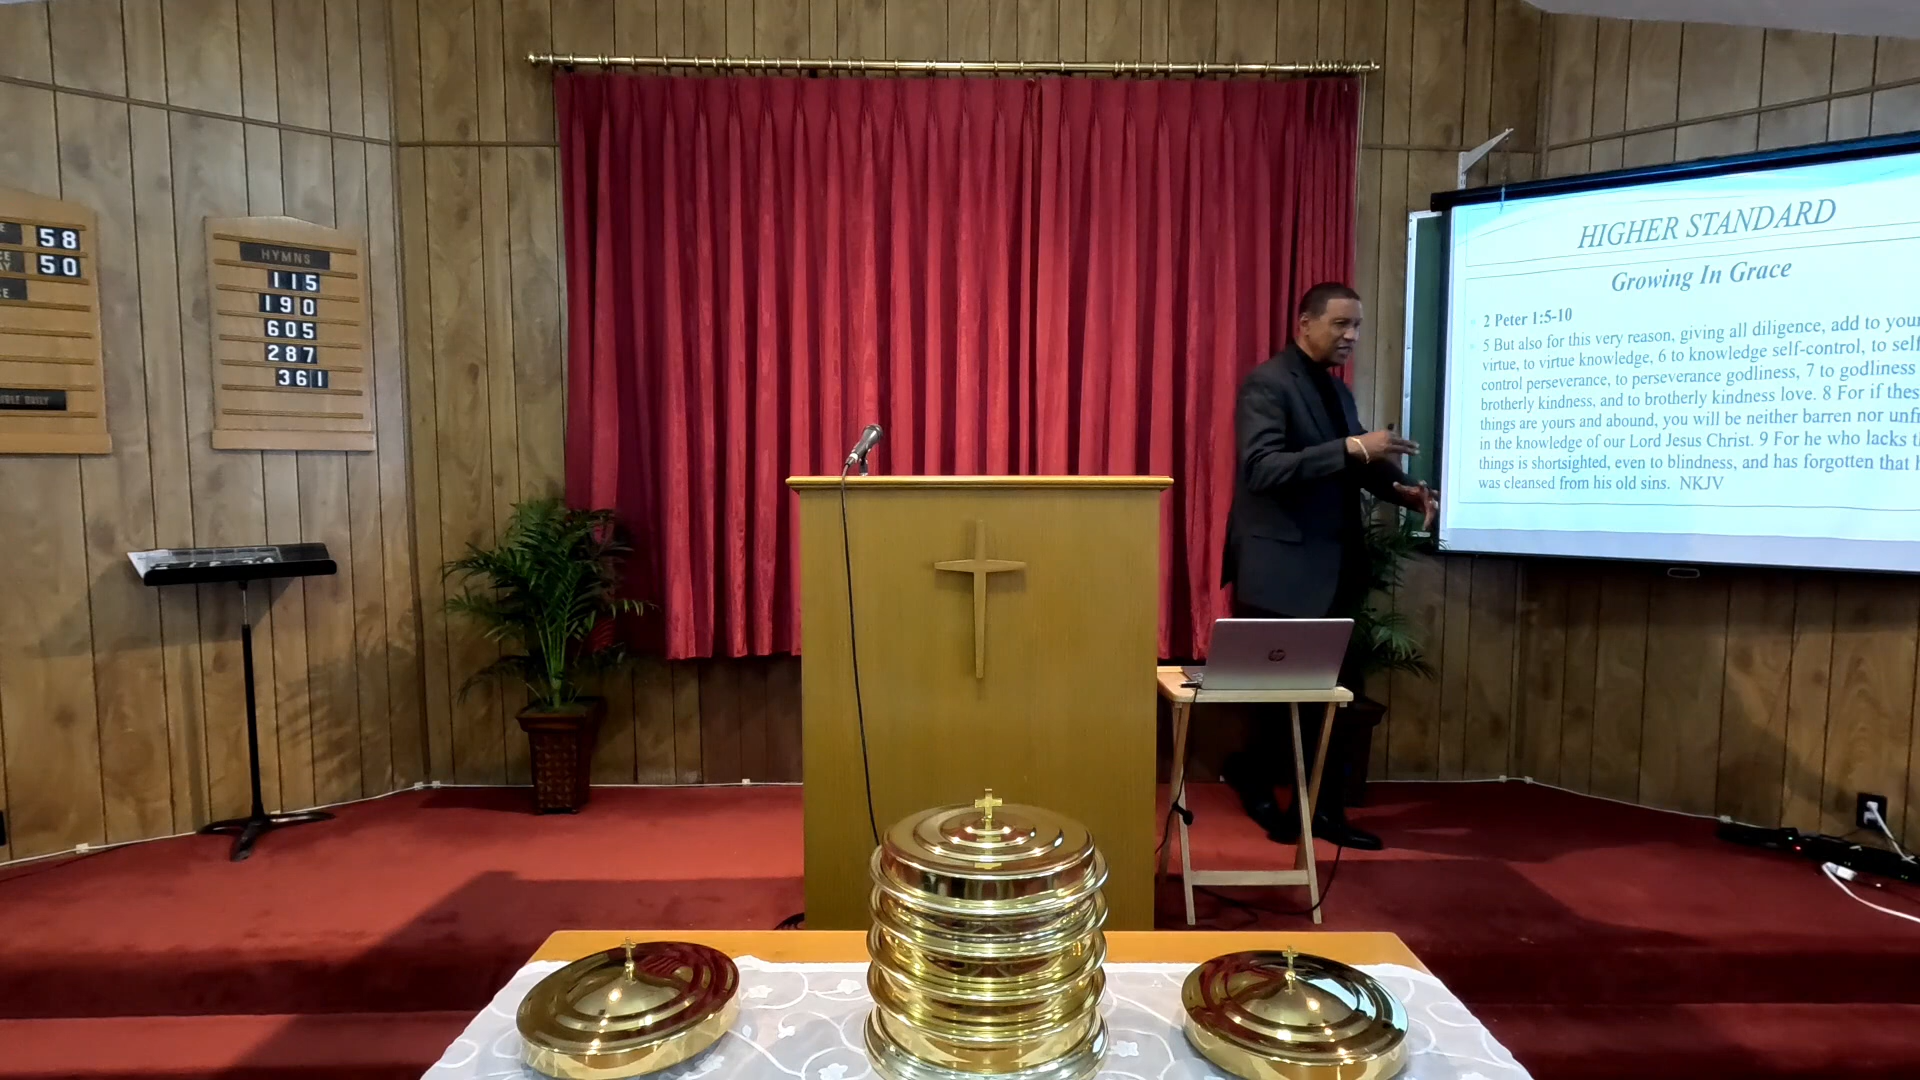 58
50
HYMNS
115
190
605
287
361
HIGHER STANDARD
Growing In Grace
2 Peter 1:5-10
5 But also for this very reason, giving all diligence, add to your
virtue, to virtue knowledge, 6 to knowledge self-control, to self
control perseverance, to perseverance godliness, 7 to godliness
brotherly kindness, and to brotherly kindness love. 8 For if thes
things are yours and abound, you will be neither barren nor unf
in the knowledge of our Lord Jesus Christ. 9 For he who lacks t
things is shortsighted, even to blindness, and has forgotten that h
was cleansed from his old sins. NKJV
hp